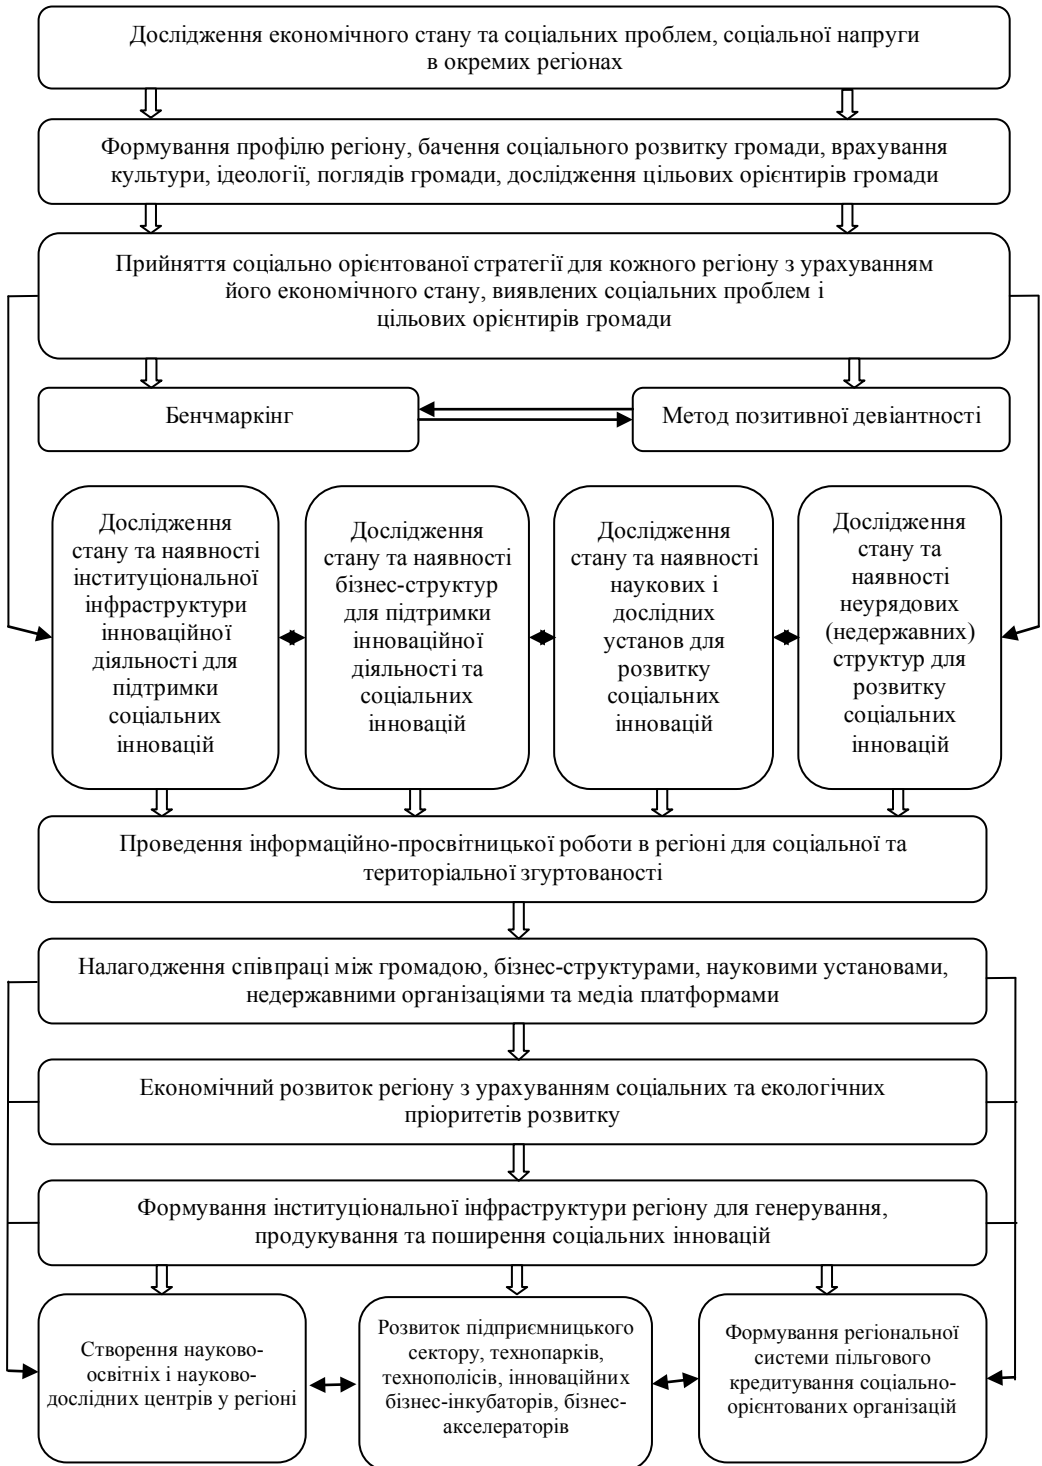 Дослідження економічного стану та соціальних проблем, соціальної напруги
в окремих регіонах
Формування профілю регіону, бачення соціального розвитку громади, врахування
культури, ідеології, поглядів громади, дослідження цільових орієнтирів громади
Прийняття соціально орієнтованої стратегії для кожного регіону з урахуванням
його економічного стану, виявлених соціальних проблем і
цільових орієнтирів громади
Бенчмаркінг
Метод позитивної девіантності
Дослідження
стану та наявності
інституціональної
інфраструктури
інноваційної
діяльності для
підтримки
соціальних
інновацій
Дослідження
стану та наявності
бізнес-структур
для підтримки
інноваційної
діяльності та
соціальних
інновацій
Дослідження
стану та наявності
наукових і
дослідних
установ для
розвитку
соціальних
інновацій
Дослідження
стану та
наявності
неурядових
(недержавних)
структур для
розвитку
соціальних
інновацій
Проведення інформаційно-просвітницької роботи в регіоні для соціальної та
територіальної згуртованості
Налагодження співпраці між громадою, бізнес-структурами, науковими установами,
недержавними організаціями та медіа платформами
Економічний розвиток регіону з урахуванням соціальних та екологічних
пріоритетів розвитку
Формування інституціональної інфраструктури регіону для генерування,
продукування та поширення соціальних інновацій
Створення науково-
освітніх і науково-
дослідних центрів у регіоні
Розвиток підприємницького
сектору, технопарків,
технополісів, інноваційних
бізнес-інкубаторів, бізнес-
акселераторів
Формування регіональної
системи пільгового
кредитування соціально-
орієнтованих організацій